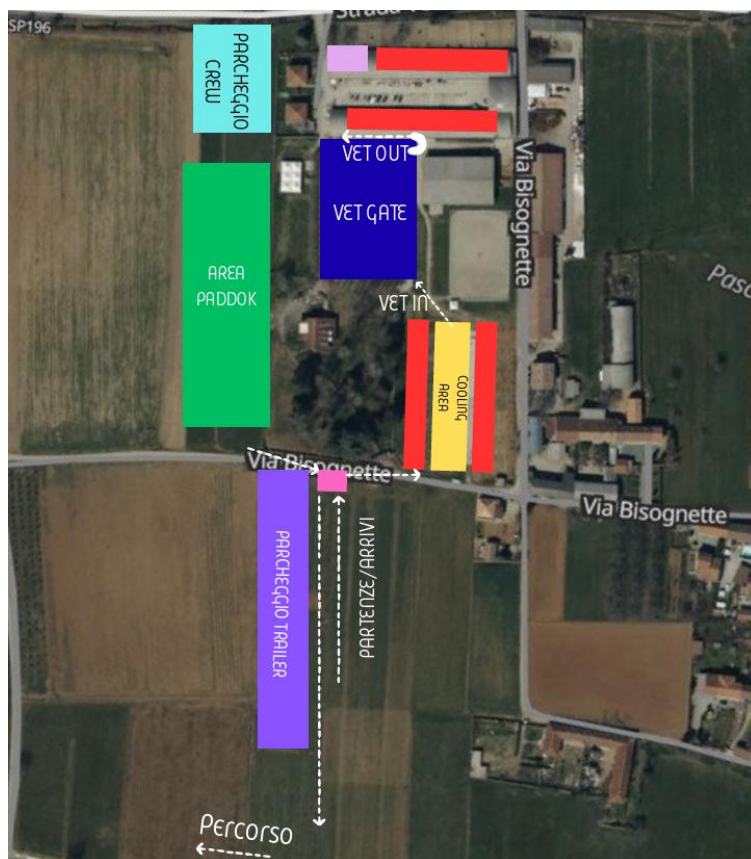 SP196
Strada V
PARCHEGGIO
CREW
VET OUT
VET GATE
Via Bisognette
AREA
PADDOK
VET IN
COOLING
AREA
Via Bisognette
Via Bisognette
PARCHEGGIO TRAILER
PARTENZE/ARRIVI
PERCORSO